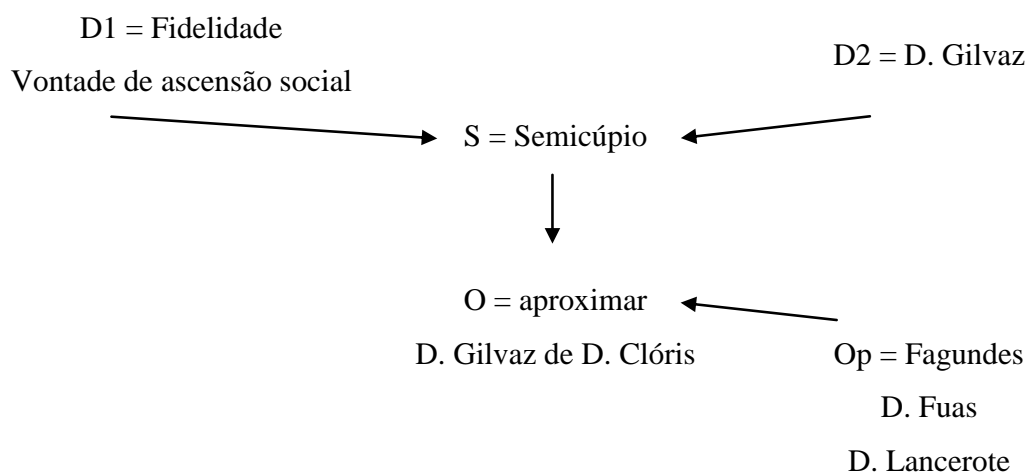 D1 = Fidelidade
Vontade de ascensão social
D2 = D. Gilvaz
S = Semicúpio
O = aproximar
D. Gilvaz de D. Clóris
Op = Fagundes
D. Fuas
D. Lancerote